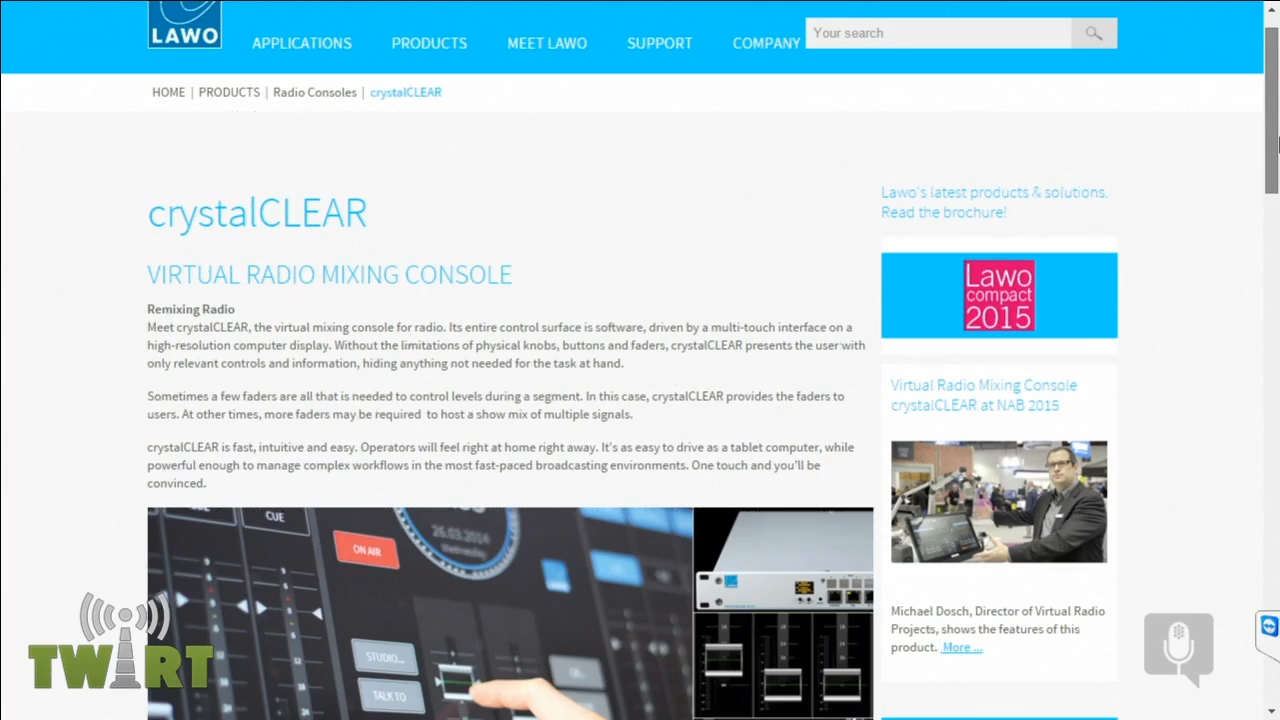 LAWO
APPLICATIONS PRODUCTS MEET LAWO SUPPORT COMPANY
Your search
HOME | PRODUCTS | Radio Consoles | crystalCLEAR
crystalCLEAR
VIRTUAL RADIO MIXING CONSOLE
Remixing Radio
Meet crystalCLEAR, the virtual mixing console for radio. Its entire control surface is software, driven by a multi-touch interface on a
high-resolution computer display. Without the limitations of physical knobs, buttons and faders, crystalCLEAR presents the user with
only relevant controls and information, hiding anything not needed for the task at hand.
Sometimes a few faders are all that is needed to control levels during a segment. In this case, crystalCLEAR provides the faders to
users. At other times, more faders may be required to host a show mix of multiple signals.
crystalCLEAR is fast, intuitive and easy. Operators will feel right at home right away. It's as easy to drive as a tablet computer, while
powerful enough to manage complex workflows in the most fast-paced broadcasting environments. One touch and you'll be
convinced.
CUE
ON AIR
26.03.2014
Wednesday
STUDIO...
TALK TO
Lawo's latest products & solutions.
Read the brochure!
Lawo
compact
2015
Virtual Radio Mixing Console
crystalCLEAR at NAB 2015
Michael Dosch, Director of Virtual Radio
Projects, shows the features of this
product. More ...
TWIRT